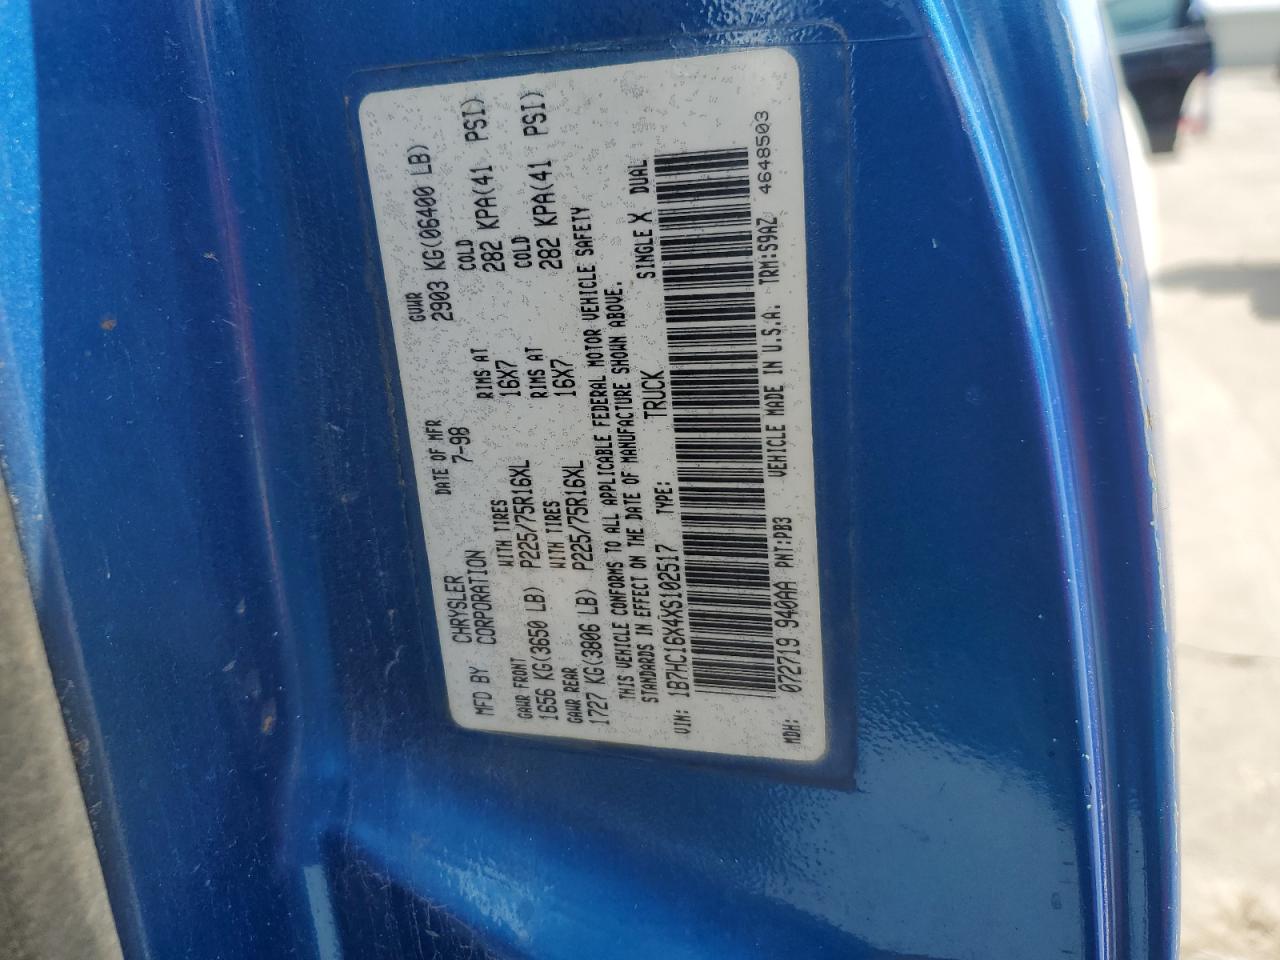 MFD BY CHRYSLER CORPORATION DATE OF MFR 7-98 GVWR 2903 KG(06400 LB)
GAWR FRONT WITH TIRES RIMS AT COLD
1656 KG(3650 LB) P225/75R16XL 16X7 282 KPA(41 PSI)
GAWR REAR WITH TIRES RIMS AT COLD
1727 KG(3806 LB) P225/75R16XL 16X7 282 KPA(41 PSI)
THIS VEHICLE CONFORMS TO ALL APPLICABLE FEDERAL MOTOR VEHICLE SAFETY
STANDARDS IN EFFECT ON THE DATE OF MANUFACTURE SHOWN ABOVE.
VIN: 1B7HC16X4XS102517 TYPE: TRUCK SINGLE X DUAL
MDH: 072719 940AA PNT:PB3 VEHICLE MADE IN U.S.A. TRM:S9AZ 4648503